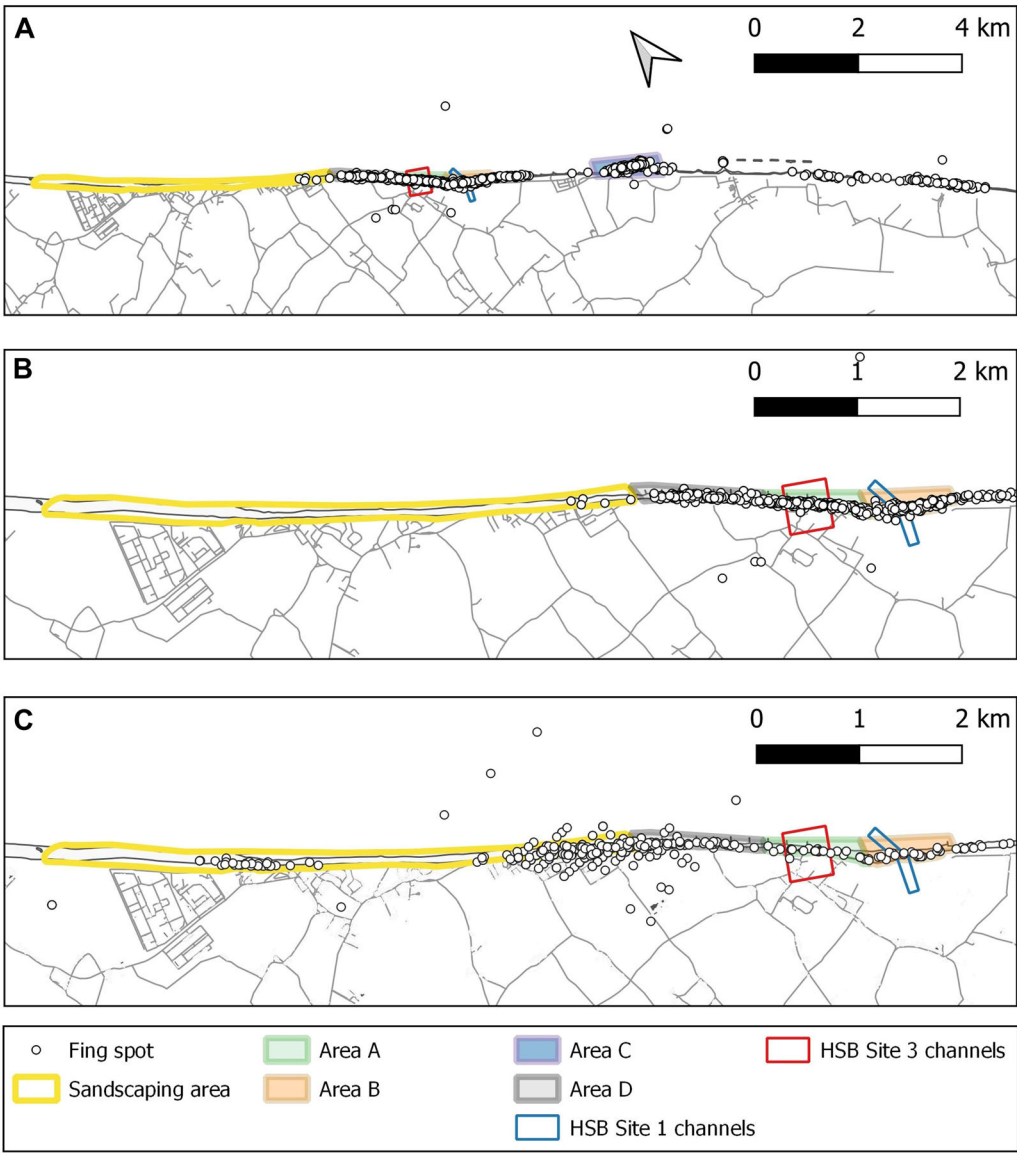 A
0 2 4 km
B
0 1 2 km
C
0 1 2 km
Fing spot
Area A
Area C
HSB Site 3 channels
Sandscaping area
Area B
Area D
HSB Site 1 channels